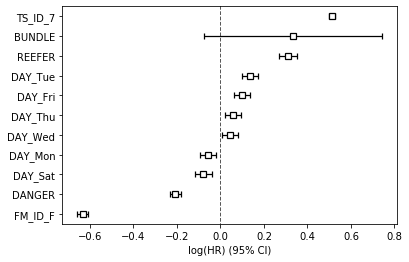 TS_ID_7
BUNDLE
REEFER
DAY_Tue
DAY_Fri
DAY_Thu
DAY_Wed
DAY_Mon
DAY_Sat
DANGER
FM_ID_F
−0.6 −0.4 −0.2 0.0 0.2 0.4 0.6 0.8
log(HR) (95% CI)